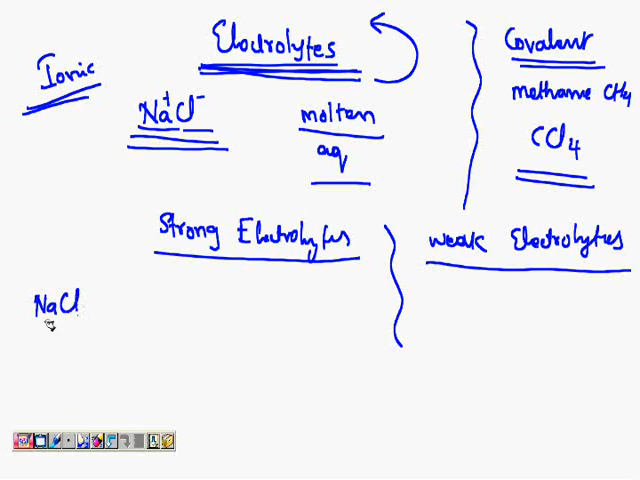 Electrolytes
Ionic
Na⁺Cl⁻
molten
aq
Covalent
methane CH4
CCl4
Strong Electrolytes
weak Electrolytes
NaCl